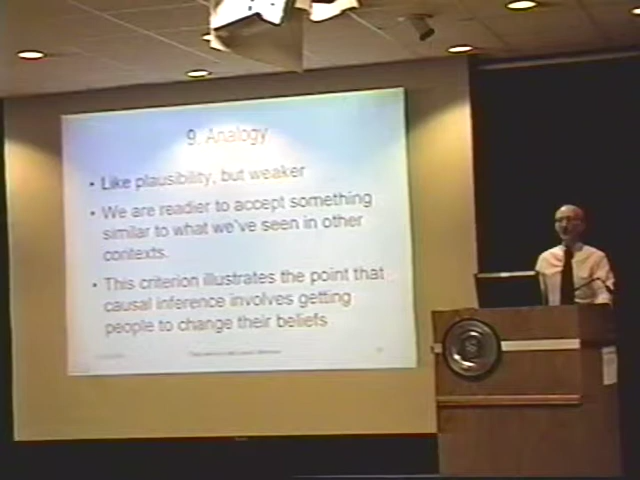 9. Analogy
• Like plausibility, but weaker
• We are readier to accept something
similar to what we've seen in other
contexts.
• This criterion illustrates the point that
causal inference involves getting
people to change their beliefs